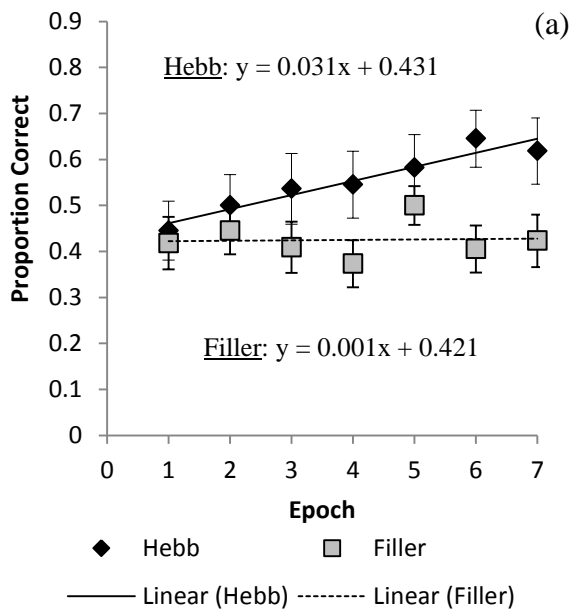 (a)
0.9
Hebb: y = 0.031x + 0.431
0.8
0.7
0.6
0.5
0.4
0.3
0.2
Filler: y = 0.001x + 0.421
0.1
0
Proportion Correct
0 1 2 3 4 5 6 7
Epoch
Hebb Filler
Linear (Hebb) Linear (Filler)